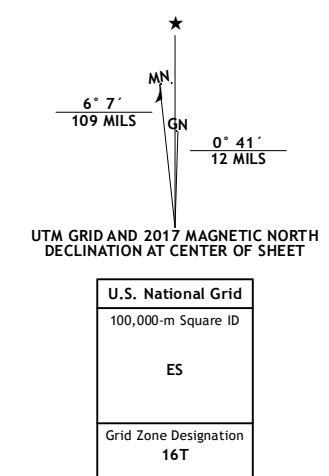 ★
MN.
6° 7´
109 MILS
GN
0° 41´
12 MILS
UTM GRID AND 2017 MAGNETIC NORTH
DECLINATION AT CENTER OF SHEET
U.S. National Grid
100,000-m Square ID
ES
Grid Zone Designation
16T